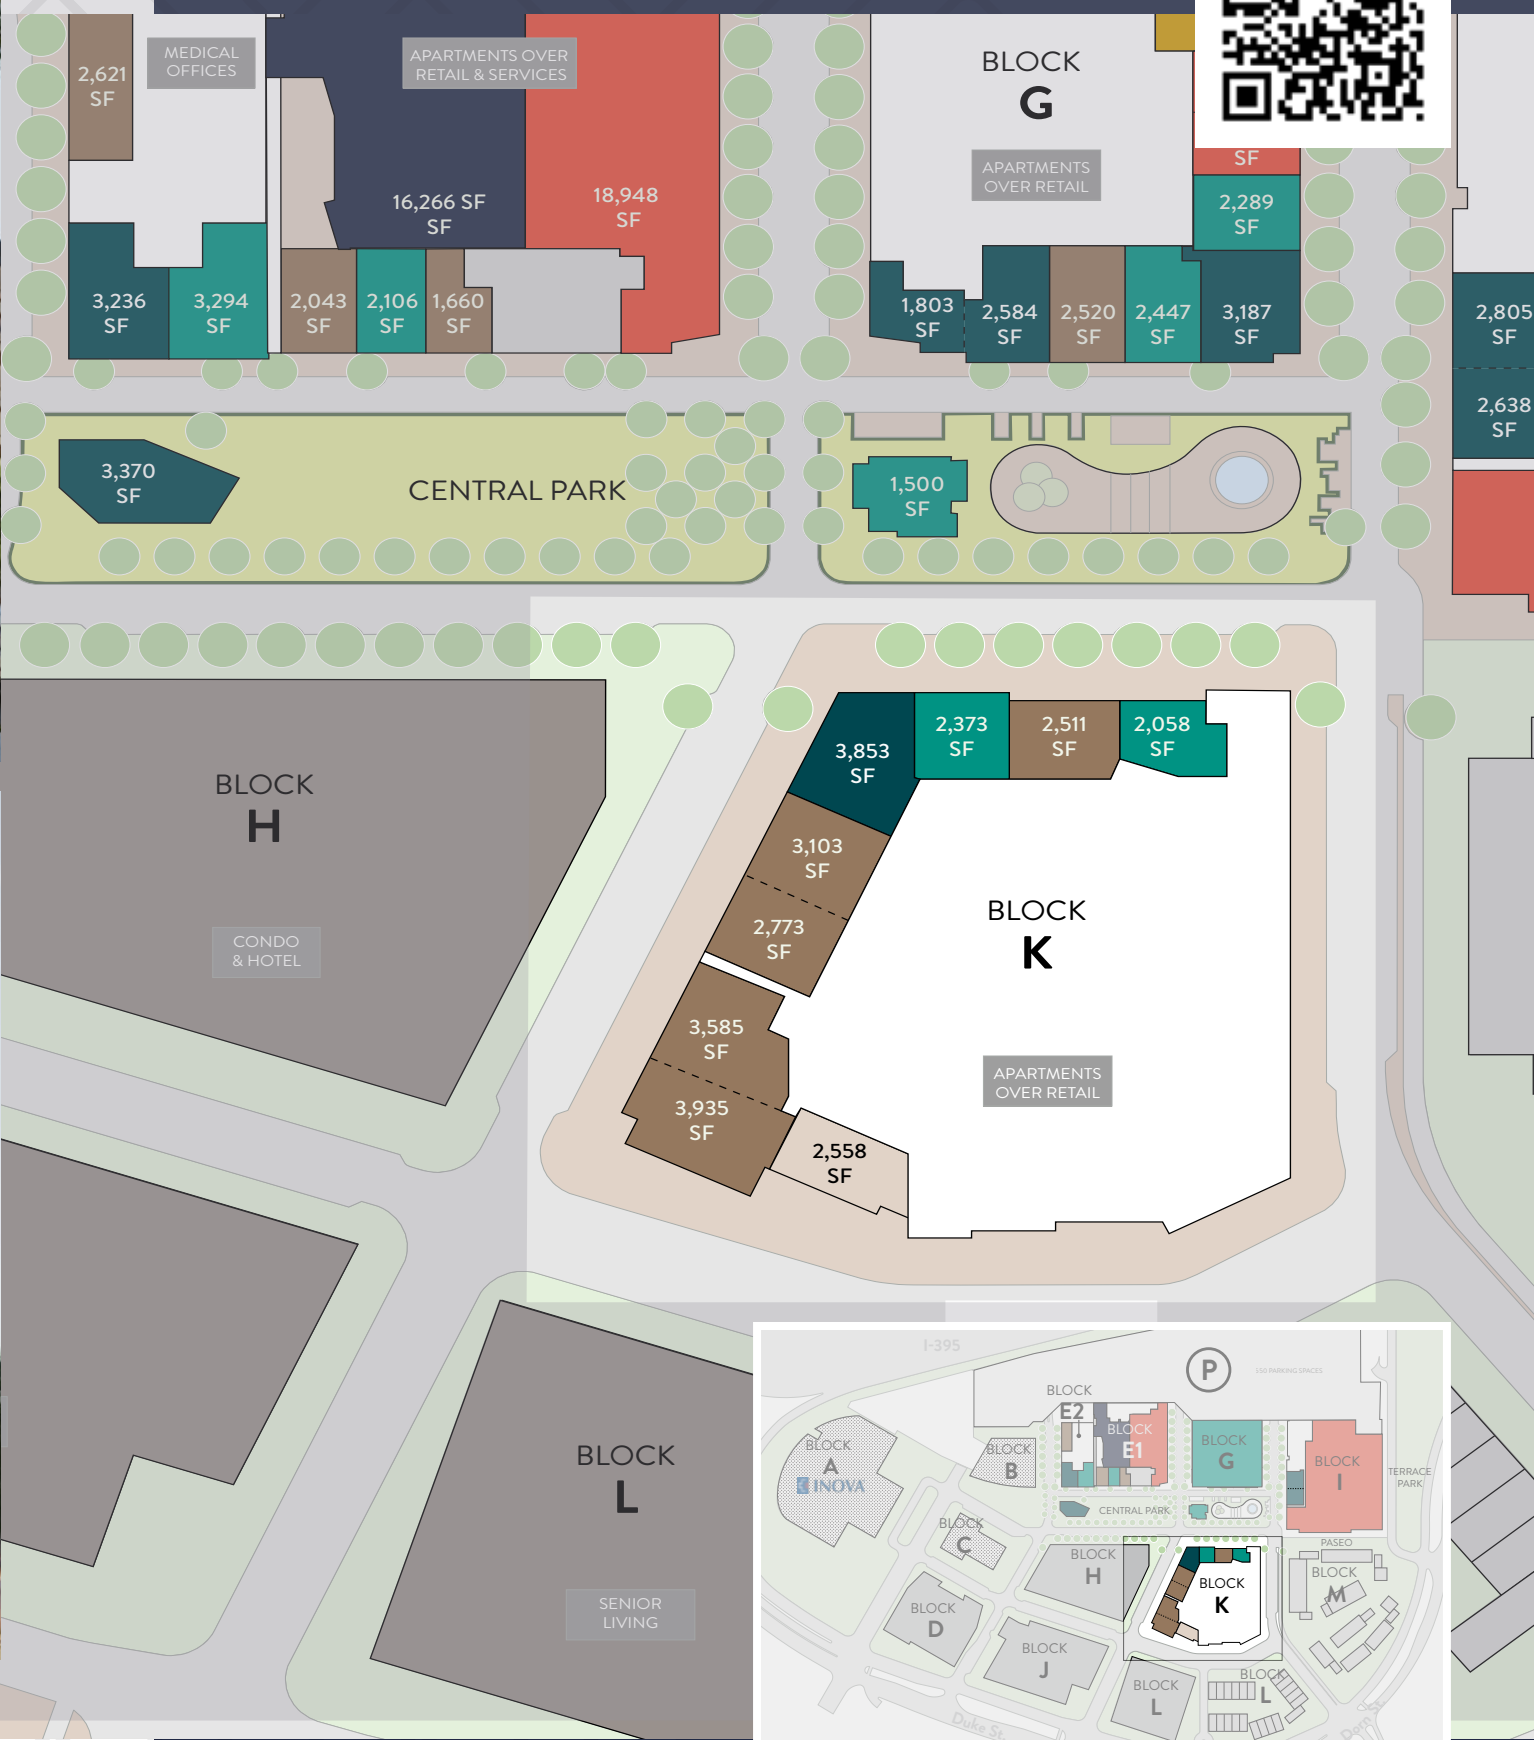 2,621
SF
MEDICAL
OFFICES
APARTMENTS OVER
RETAIL & SERVICES
16,266 SF
SF
18,948
SF
BLOCK
G
APARTMENTS
OVER RETAIL
SF
2,289
SF
3,236
SF
3,294
SF
2,043
SF
2,106
SF
1,660
SF
1,803
SF
2,584
SF
2,520
SF
2,447
SF
3,187
SF
2,805
SF
2,638
SF
3,370
SF
CENTRAL PARK
1,500
SF
BLOCK
H
CONDO
& HOTEL
3,853
SF
2,373
SF
2,511
SF
2,058
SF
3,103
SF
2,773
SF
BLOCK
K
3,585
SF
3,935
SF
2,558
SF
APARTMENTS
OVER RETAIL
BLOCK
L
SENIOR
LIVING
I-395
P
550 PARKING SPACES
BLOCK
E2
BLOCK
A
INOVA
BLOCK
B
BLOCK
E1
BLOCK
G
BLOCK
I
TERRACE
PARK
CENTRAL PARK
BLOCK
C
BLOCK
H
BLOCK
K
PASEO
BLOCK
M
BLOCK
D
BLOCK
J
BLOCK
L
BLOCK
L
Duke St.
Dorn St.